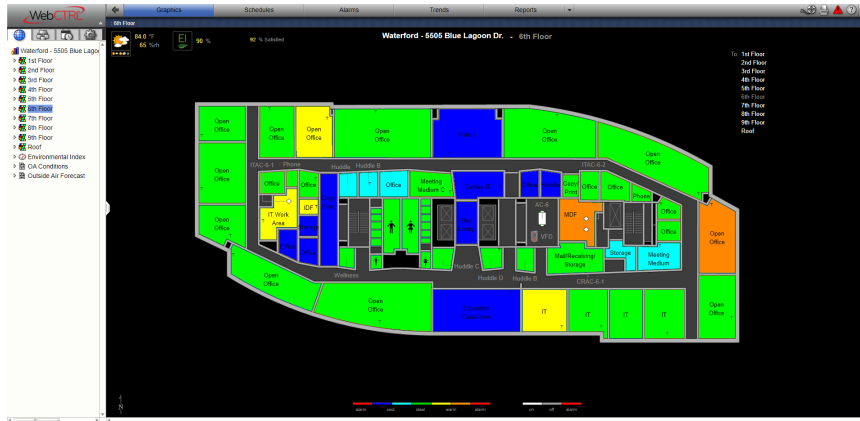 WebCTRL
Graphics
Schedules
Alarms
Trends
Reports
6th Floor
84.0 °F
65 %rh
90 %
92 % Satisfied
Waterford - 5505 Blue Lagoon Dr. - 6th Floor
Waterford - 5505 Blue Lagoo
1st Floor
2nd Floor
3rd Floor
4th Floor
5th Floor
6th Floor
7th Floor
8th Floor
9th Floor
Roof
Environmental Index
OA Conditions
Outside Air Forecast
To: 1st Floor
2nd Floor
3rd Floor
4th Floor
5th Floor
6th Floor
7th Floor
8th Floor
9th Floor
Roof
Open Office
Open Office
Open Office
Open Office
Open Office
Open Office
ITAC-6-1
Phone
Huddle
Huddle B
ITAC-6-2
Open Office
Office
Office
Office
Meeting Medium C
Copy/ Print
Office
Office
Phone
IDF
IT Work Area
Open Office
AC-6
VFD
MDF
Office
Office
Open Office
Office
Office
Mail/Receiving/ Storage
Storage
Meeting Medium
Open Office
Wellness
Huddle C
Huddle D
Huddle B
CRAC-6-1
Open Office
IT
IT
IT
IT
Open Office
N
alarm
cool
ideal
warm
alarm
on
off
alarm